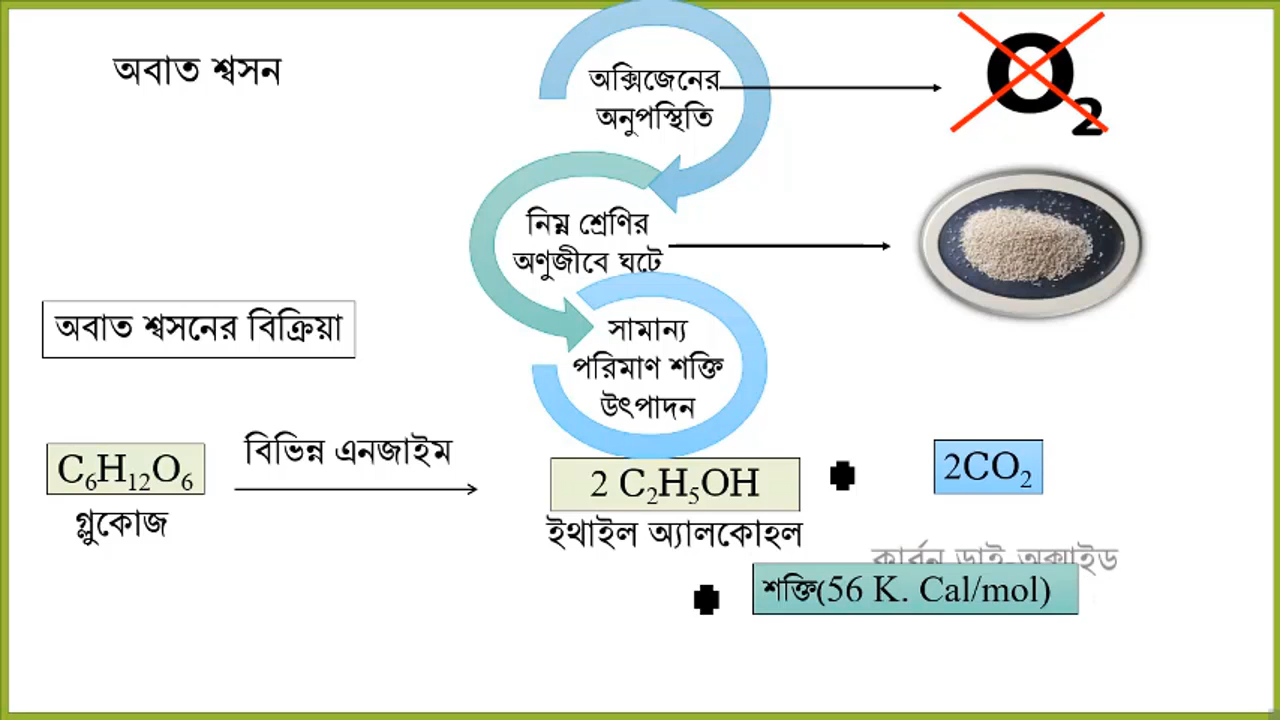 অবাত শ্বসন
অক্সিজেনের
অনুপস্থিতি
O2
নিম্ন শ্রেণির
অণুজীবে ঘটে
সামান্য
পরিমাণ শক্তি
উৎপাদন
অবাত শ্বসনের বিক্রিয়া
C₆H₁₂O₆
গ্লুকোজ
বিভিন্ন এনজাইম
2 C₂H₅OH
ইথাইল অ্যালকোহল
2CO₂
কার্বন ডাই-অক্সাইড
শক্তি(56 K. Cal/mol)